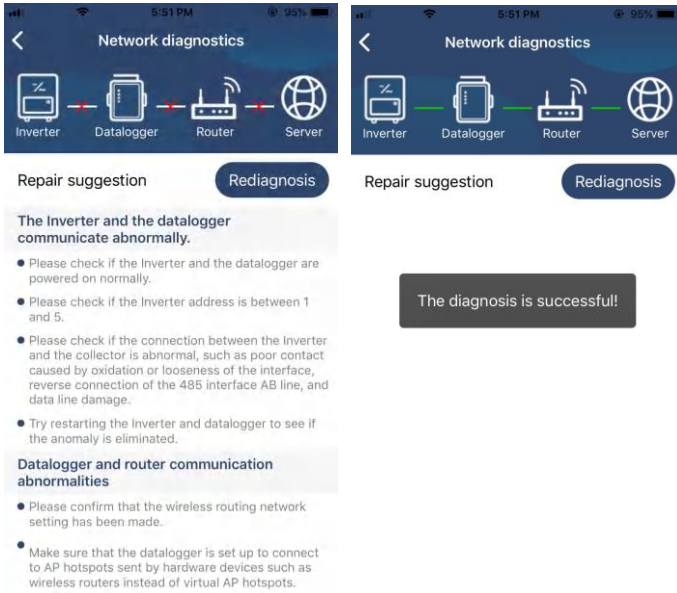 5:51 PM
95%
Network diagnostics
Inverter Datalogger Router Server
Repair suggestion Rediagnosis
The Inverter and the datalogger
communicate abnormally.
Please check if the Inverter and the datalogger are
powered on normally.
Please check if the Inverter address is between 1
and 5.
Please check if the connection between the Inverter
and the collector is abnormal, such as poor contact
caused by oxidation or looseness of the interface,
reverse connection of the 485 interface AB line, and
data line damage.
Try restarting the Inverter and datalogger to see if
the anomaly is eliminated.
Datalogger and router communication
abnormalities
Please confirm that the wireless routing network
setting has been made.
Make sure that the datalogger is set up to connect
to AP hotspots sent by hardware devices such as
wireless routers instead of virtual AP hotspots.
5:51 PM
95%
Network diagnostics
Inverter Datalogger Router Server
Repair suggestion Rediagnosis
The diagnosis is successful!